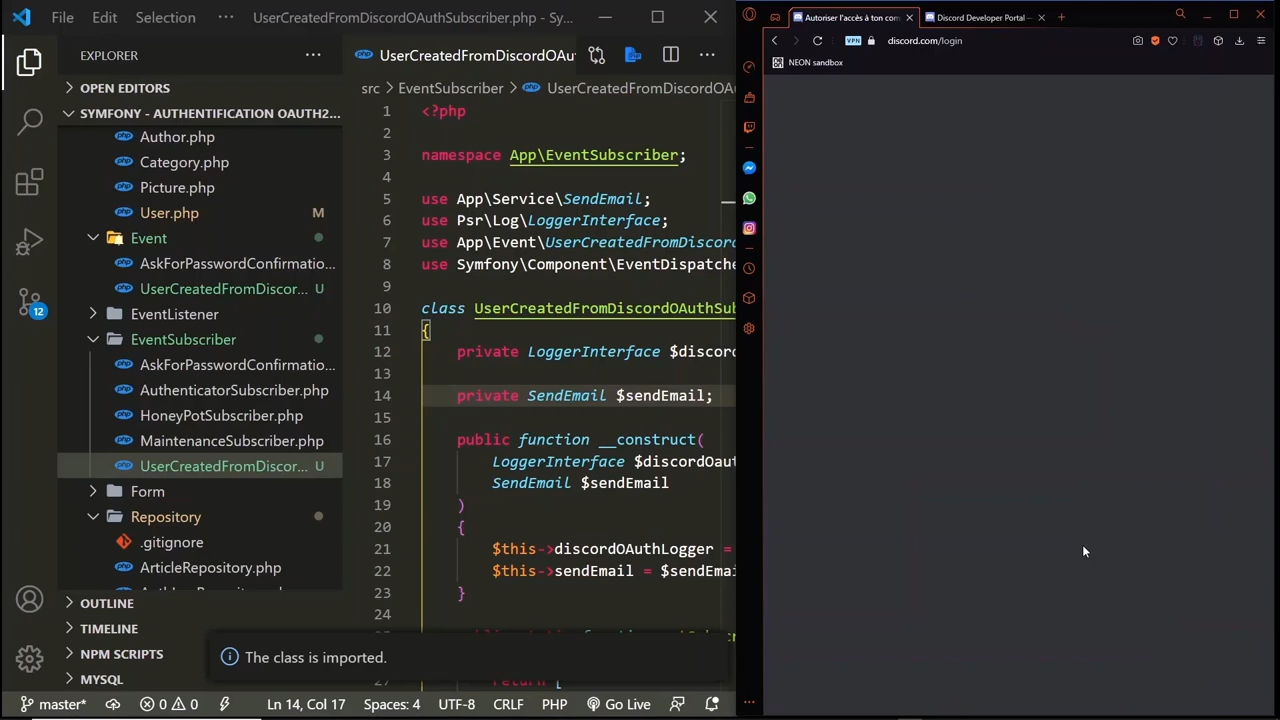 File Edit Selection ··· UserCreatedFromDiscordOAuthSubscriber.php - Sy...
EXPLORER
OPEN EDITORS
SYMFONY - AUTHENTIFICATION OAUTH2...
Author.php
Category.php
Picture.php
User.php M
Event
AskForPasswordConfirmatio...
UserCreatedFromDiscor... U
EventListener
EventSubscriber
AskForPasswordConfirmatio...
AuthenticatorSubscriber.php
HoneyPotSubscriber.php
MaintenanceSubscriber.php
UserCreatedFromDiscor... U
Form
Repository
.gitignore
ArticleRepository.php
OUTLINE
TIMELINE
NPM SCRIPTS
MYSQL
12
UserCreatedFromDiscordOAu
src > EventSubscriber > UserCreatedFromDiscordOA
1 <?php
2
3 namespace App\EventSubscriber;
4
5 use App\Service\SendEmail;
6 use Psr\Log\LoggerInterface;
7 use App\Event\UserCreatedFromDiscord
8 use Symfony\Component\EventDispatche
9
10 class UserCreatedFromDiscordOAuthSub
11 {
12 private LoggerInterface $discor
13
14 private SendEmail $sendEmail;
15
16 public function __construct(
17 LoggerInterface $discordOaut
18 SendEmail $sendEmail
19 )
20 {
21 $this->discordOAuthLogger =
22 $this->sendEmail = $sendEmai
23 }
24
27 return [
The class is imported.
master* 0 0 Ln 14, Col 17 Spaces: 4 UTF-8 CRLF PHP Go Live
Autoriser l'accès à ton com
Discord Developer Portal —
VPN discord.com/login
NEON sandbox